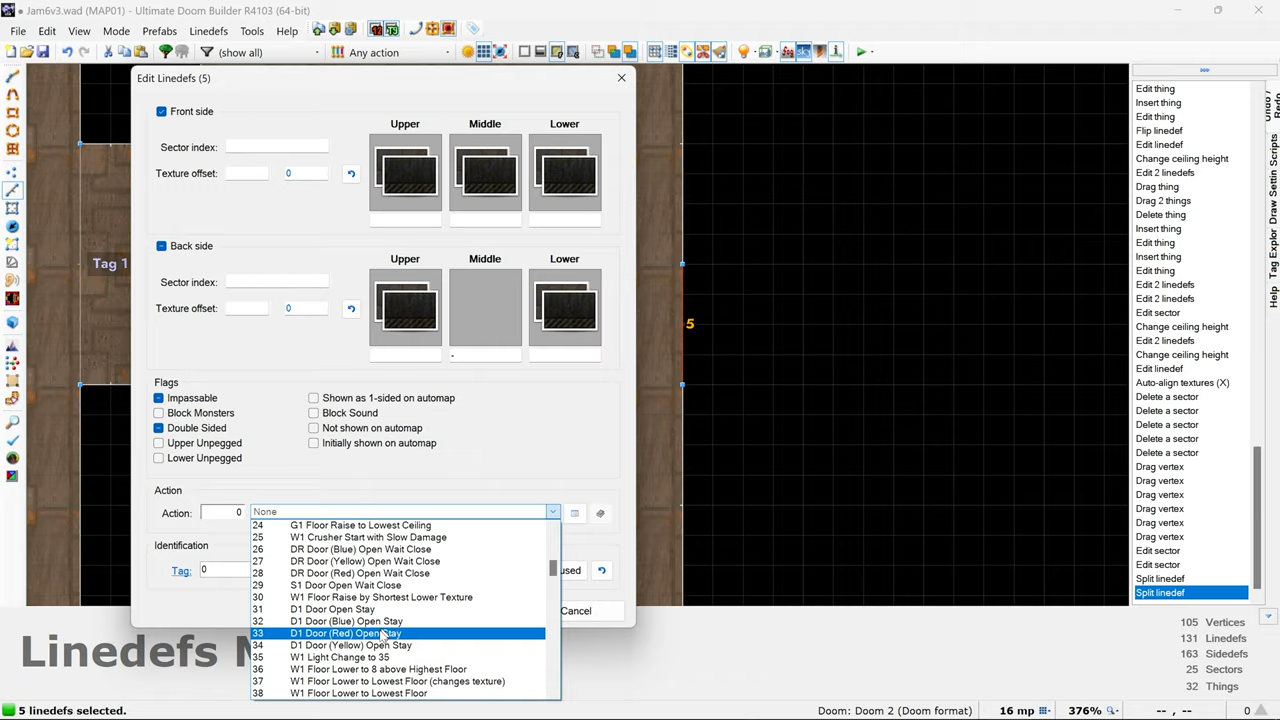 Jam6v3.wad (MAP01) * - Ultimate Doom Builder R4103 (64-bit)
File Edit View Mode Prefabs Linedefs Tools Help
(show all) Any action
Edit Linedefs (5)
Front side
Upper Middle Lower
Sector index:
Texture offset: 0
Back side
Upper Middle Lower
Sector index:
Texture offset: 0
-
Flags
Impassable Shown as 1-sided on automap
Block Monsters Block Sound
Double Sided Not shown on automap
Upper Unpegged Initially shown on automap
Lower Unpegged
Action
Action: 0 None
24 G1 Floor Raise to Lowest Ceiling
25 W1 Crusher Start with Slow Damage
26 DR Door (Blue) Open Wait Close
27 DR Door (Yellow) Open Wait Close
28 DR Door (Red) Open Wait Close
29 S1 Door Open Wait Close
30 W1 Floor Raise by Shortest Lower Texture
31 D1 Door Open Stay
32 D1 Door (Blue) Open Stay
33 D1 Door (Red) Open Stay
34 D1 Door (Yellow) Open Stay
35 W1 Light Change to 35
36 W1 Floor Lower to 8 above Highest Floor
37 W1 Floor Lower to Lowest Floor (changes texture)
38 W1 Floor Lower to Lowest Floor
Identification
Tag: 0
used
Cancel
Tag 1
5
Edit thing
Insert thing
Edit thing
Flip linedef
Edit linedef
Change ceiling height
Edit 2 linedefs
Drag thing
Drag 2 things
Delete thing
Insert thing
Edit thing
Insert thing
Edit thing
Edit 2 linedefs
Edit 2 linedefs
Edit sector
Change ceiling height
Edit 2 linedefs
Change ceiling height
Edit linedef
Auto-align textures (X)
Delete a sector
Delete a sector
Delete a sector
Delete a sector
Delete a sector
Drag vertex
Drag vertex
Drag vertex
Drag vertex
Drag vertex
Drag vertex
Edit sector
Edit sector
Split linedef
Split linedef
Undo / Redo
Help Tag Explor Draw Settin Scripts
Linedefs M
105 Vertices
131 Linedefs
163 Sidedefs
25 Sectors
32 Things
5 linedefs selected.
Doom: Doom 2 (Doom format) 16 mp 376% -- , -- 0